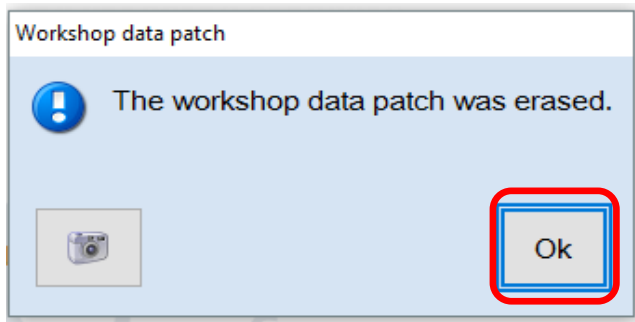 Workshop data patch
The workshop data patch was erased.
Ok